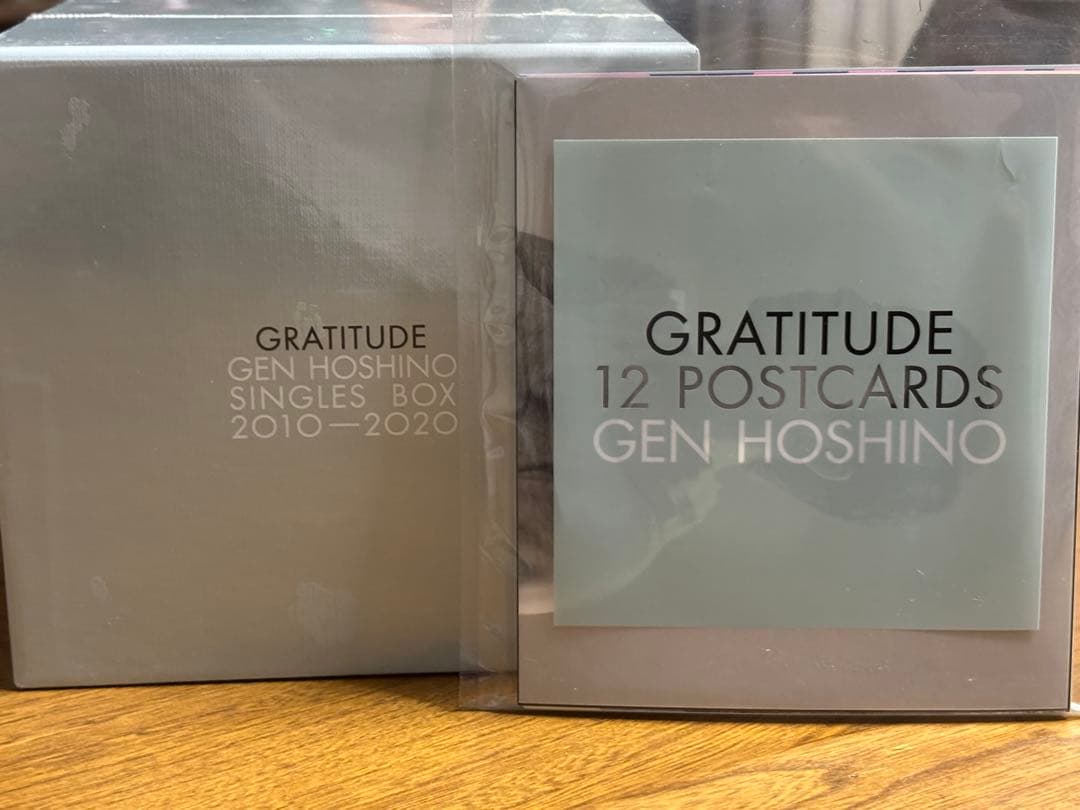 GRATITUDE
GEN HOSHINO
SINGLES BOX
2010—2020
GRATITUDE
12 POSTCARDS
GEN HOSHINO